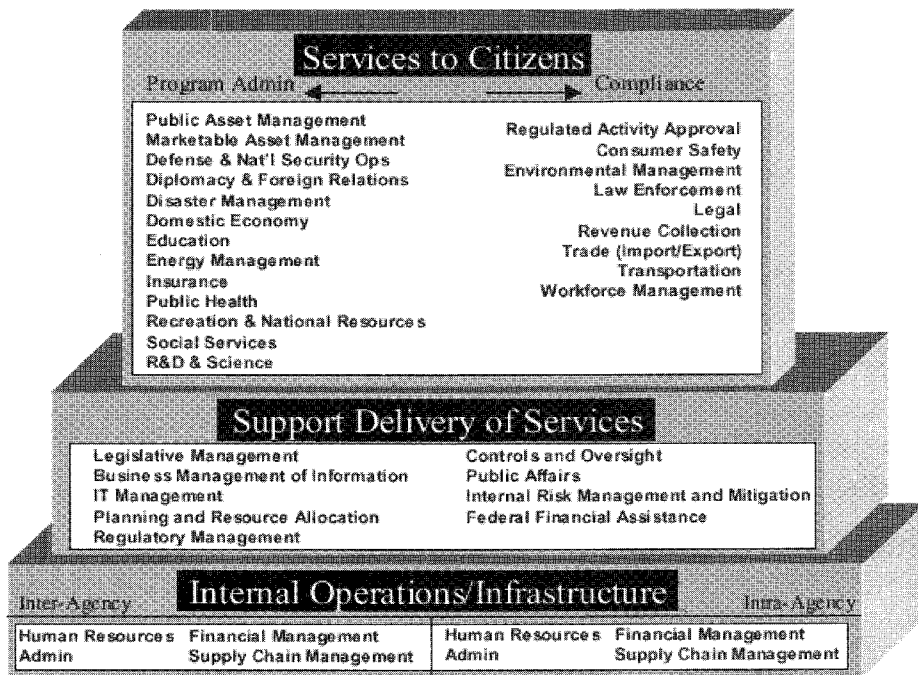 Services to Citizens
Program Admin
Compliance
Public Asset Management
Marketable Asset Management
Defense & Nat'l Security Ops
Diplomacy & Foreign Relations
Disaster Management
Domestic Economy
Education
Energy Management
Insurance
Public Health
Recreation & National Resources
Social Services
R&D & Science
Regulated Activity Approval
Consumer Safety
Environmental Management
Law Enforcement
Legal
Revenue Collection
Trade (Import/Export)
Transportation
Workforce Management
Support Delivery of Services
Legislative Management
Business Management of Information
IT Management
Planning and Resource Allocation
Regulatory Management
Controls and Oversight
Public Affairs
Internal Risk Management and Mitigation
Federal Financial Assistance
Internal Operations/Infrastructure
Inter-Agency
Intra-Agency
Human Resources
Admin
Financial Management
Supply Chain Management
Human Resources
Admin
Financial Management
Supply Chain Management